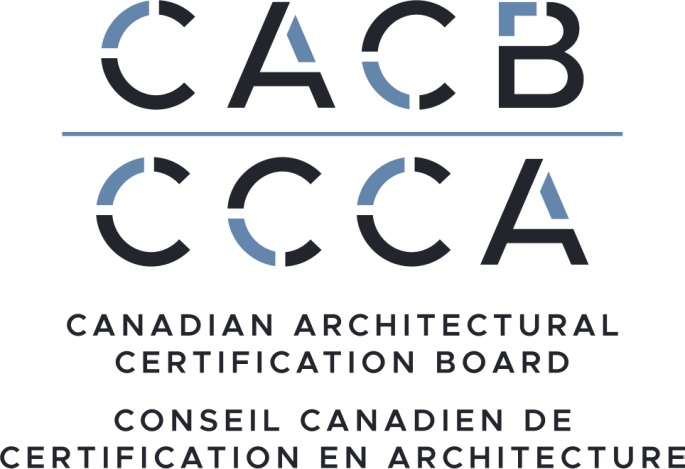 CACB
CCCA
CANADIAN ARCHITECTURAL
CERTIFICATION BOARD
CONSEIL CANADIEN DE
CERTIFICATION EN ARCHITECTURE